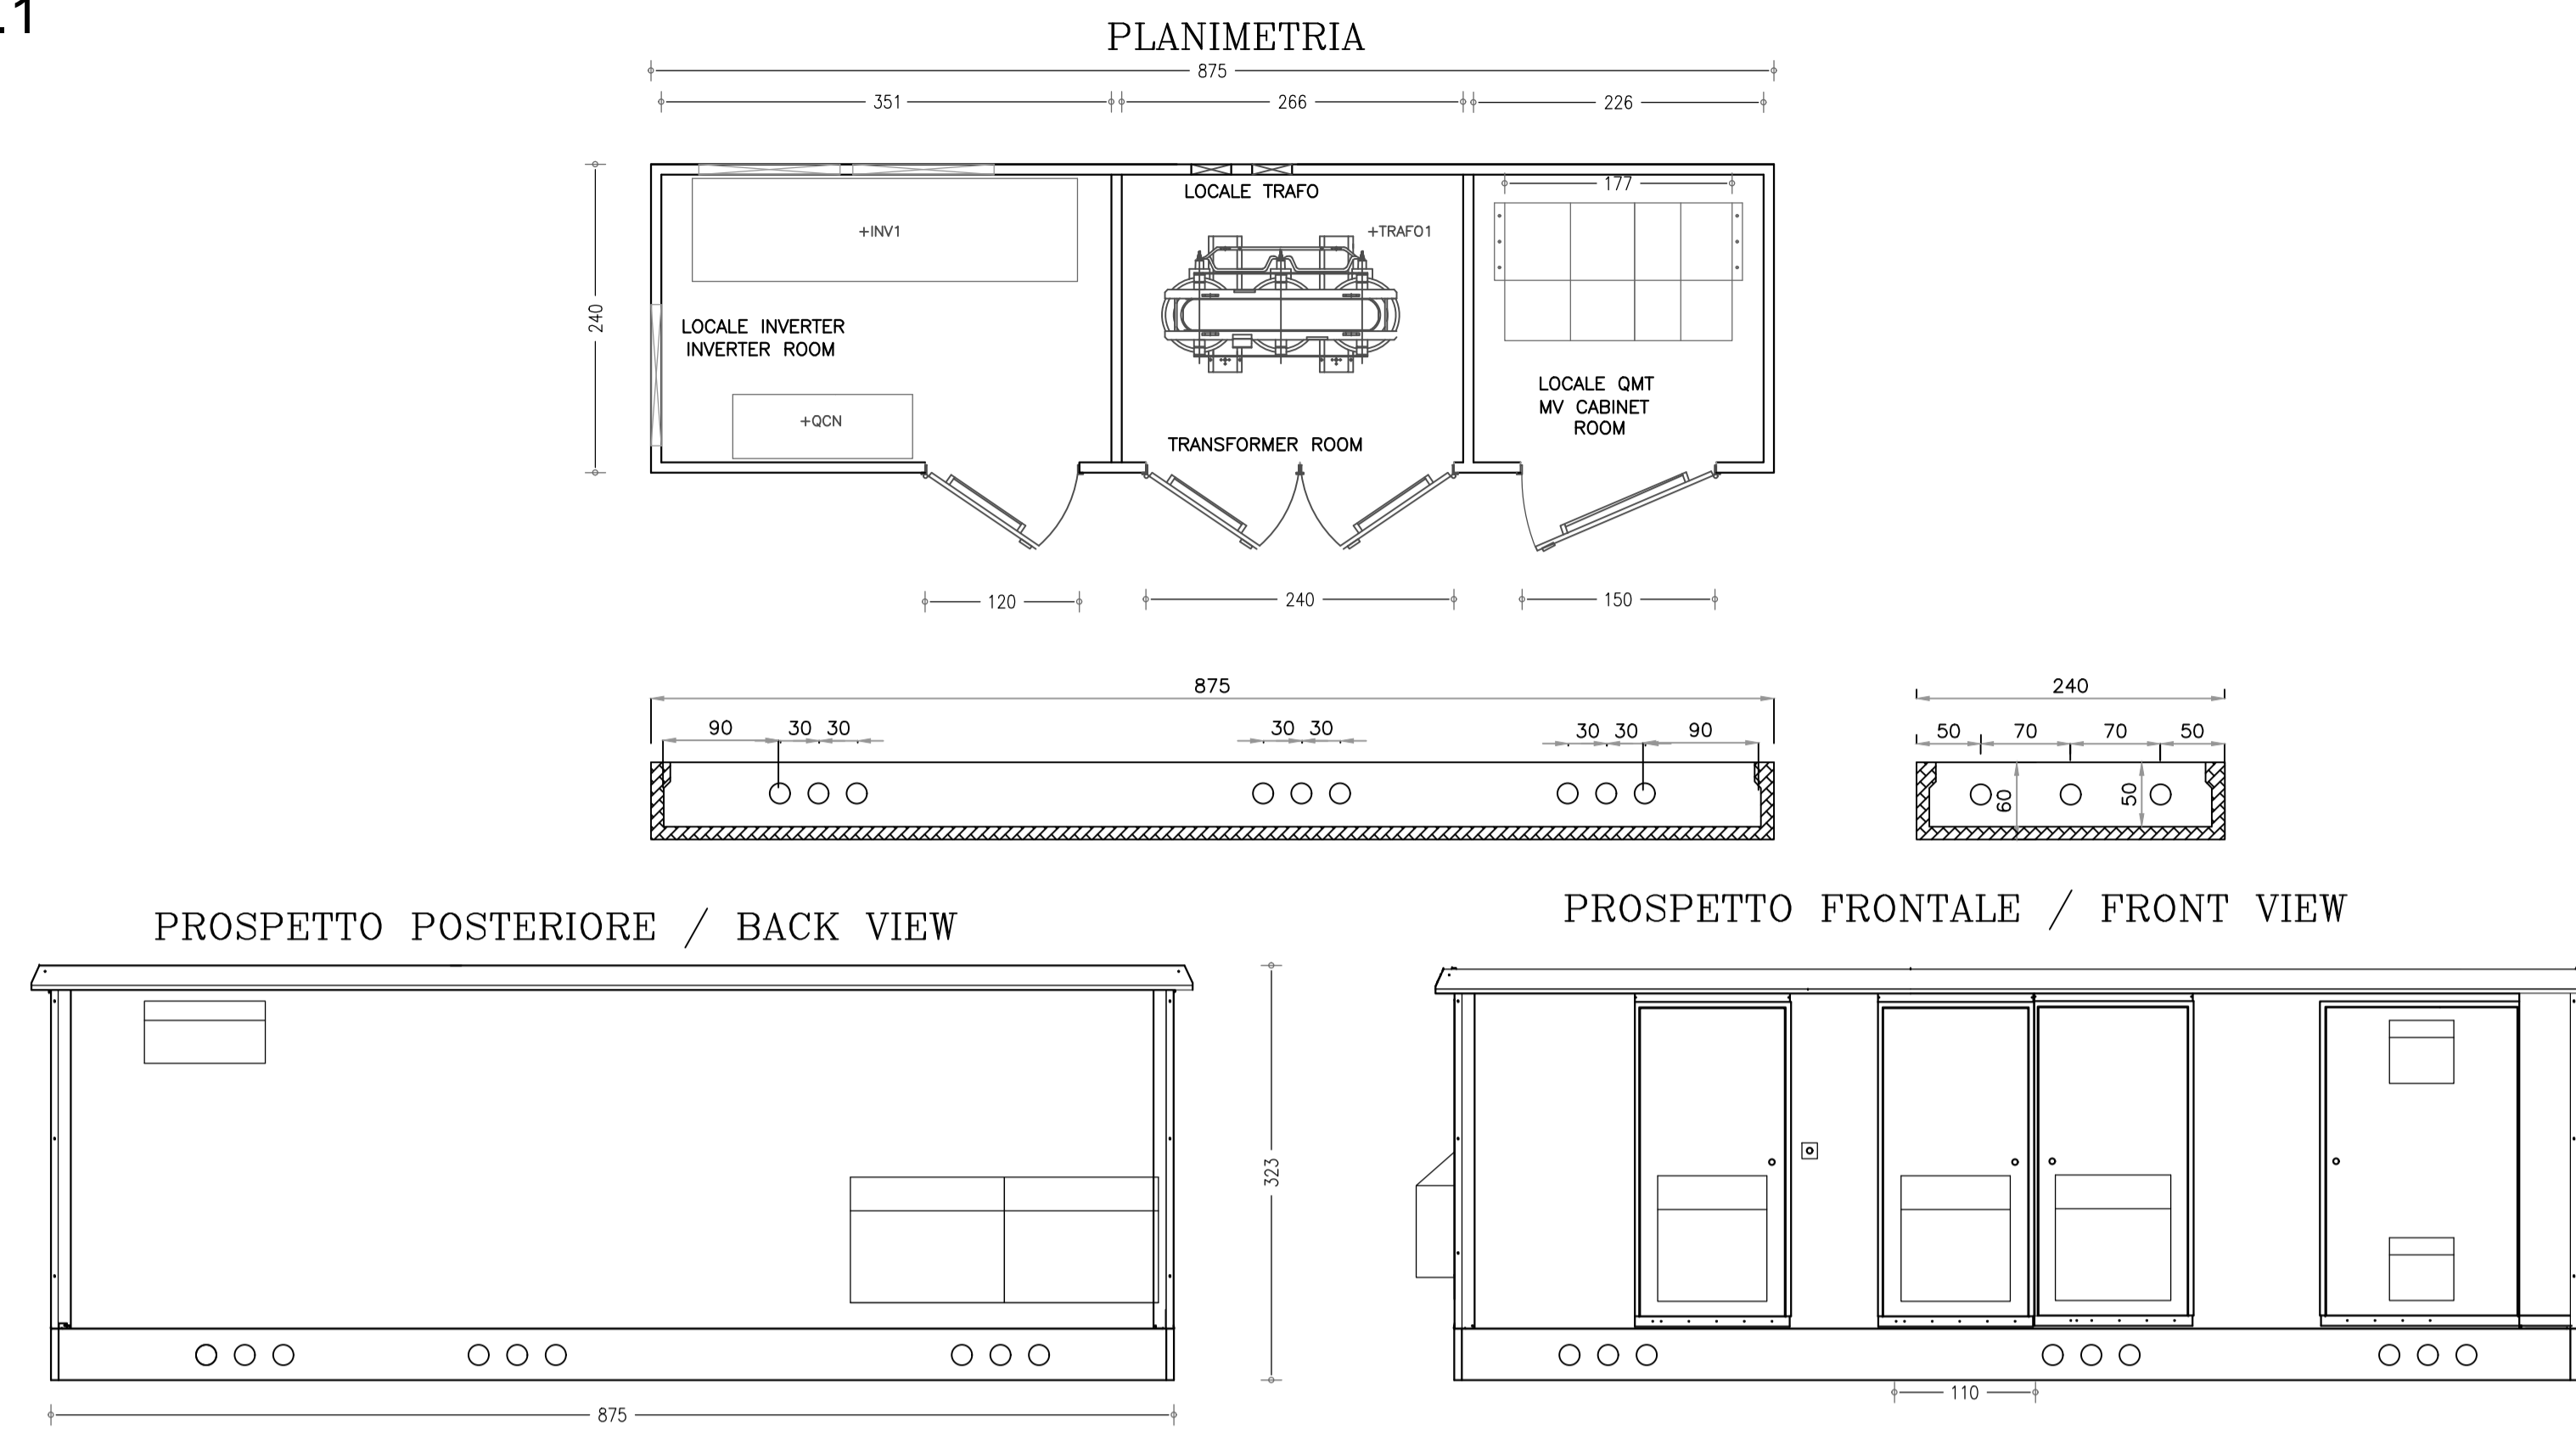 .1
PLANIMETRIA
875
351 266 226
177
LOCALE TRAFO
+INV1
+TRAFO1
240
LOCALE INVERTER
INVERTER ROOM
LOCALE QMT
MV CABINET
ROOM
+QCN
TRANSFORMER ROOM
120 240 150
875
240
90 30 30 30 30 30 30 90
50 70 70 50
60 50
PROSPETTO POSTERIORE / BACK VIEW
PROSPETTO FRONTALE / FRONT VIEW
323
110
875